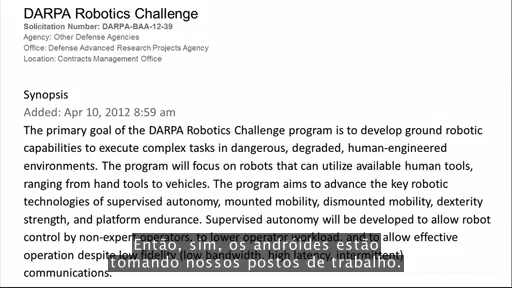 DARPA Robotics Challenge
Solicitation Number: DARPA-BAA-12-39
Agency: Other Defense Agencies
Office: Defense Advanced Research Projects Agency
Location: Contracts Management Office
Synopsis
Added: Apr 10, 2012 8:59 am
The primary goal of the DARPA Robotics Challenge program is to develop ground robotic
capabilities to execute complex tasks in dangerous, degraded, human-engineered
environments. The program will focus on robots that can utilize available human tools,
ranging from hand tools to vehicles. The program aims to advance the key robotic
technologies of supervised autonomy, mounted mobility, dismounted mobility, dexterity
strength, and platform endurance. Supervised autonomy will be developed to allow robot
control by non-expert operators, to lower operator workload, and to allow effective
operation despite low fidelity (low bandwidth, high latency, intermittent)
communications.
Então, sim, os androides estão
tomando nossos postos de trabalho.